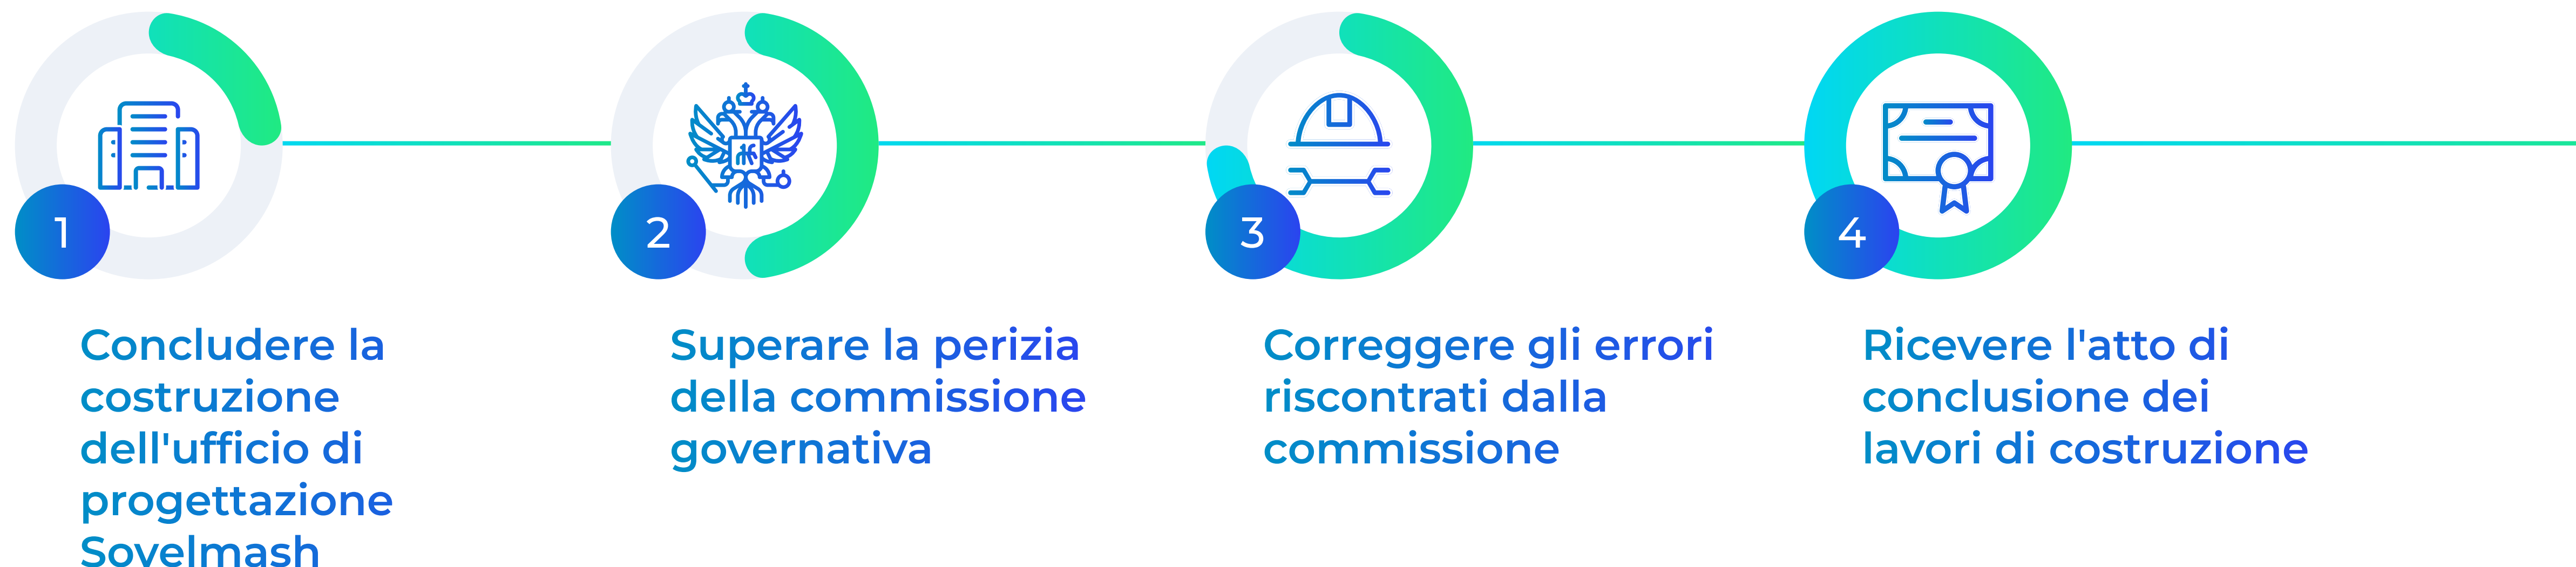 1
Concludere la
costruzione
dell'ufficio di
progettazione
Sovelmash
2
Superare la perizia
della commissione
governativa
3
Correggere gli errori
riscontrati dalla
commissione
4
Ricevere l'atto di
conclusione dei
lavori di costruzione